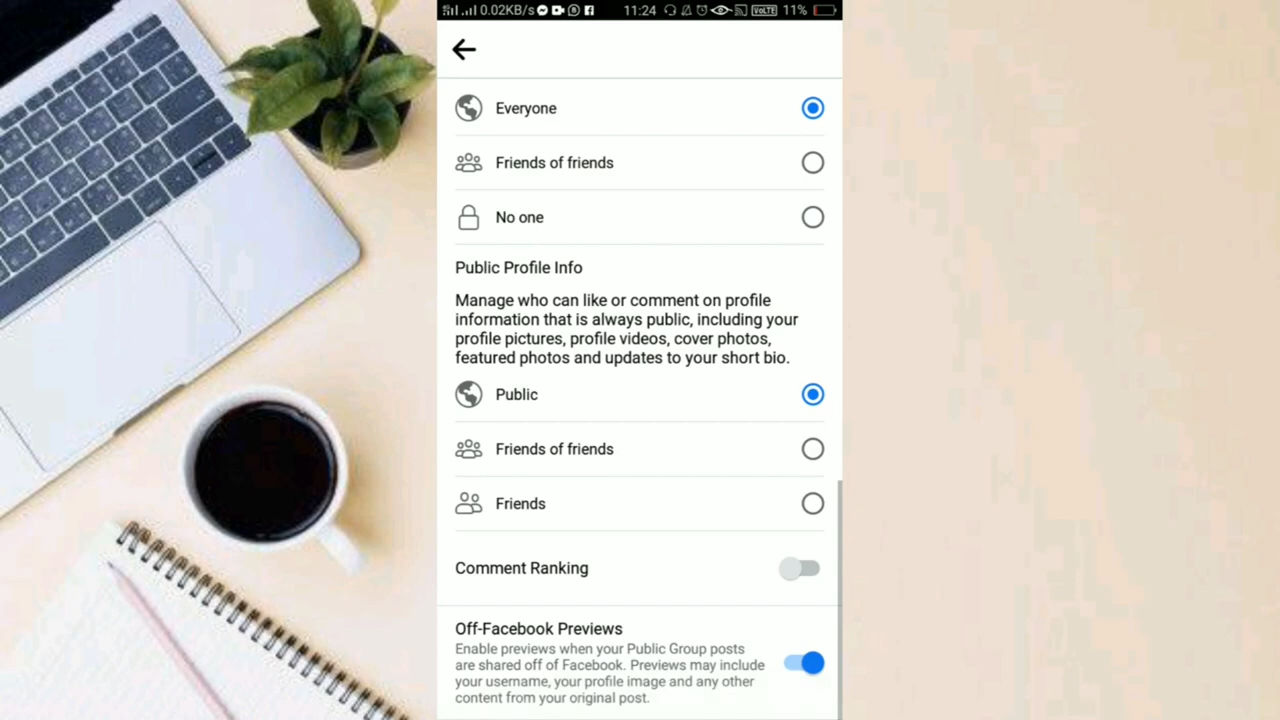 0.02KB/s 11:24 VoLTE 11%
Everyone
Friends of friends
No one
Public Profile Info
Manage who can like or comment on profile
information that is always public, including your
profile pictures, profile videos, cover photos,
featured photos and updates to your short bio.
Public
Friends of friends
Friends
Comment Ranking
Off-Facebook Previews
Enable previews when your Public Group posts
are shared off of Facebook. Previews may include
your username, your profile image and any other
content from your original post.